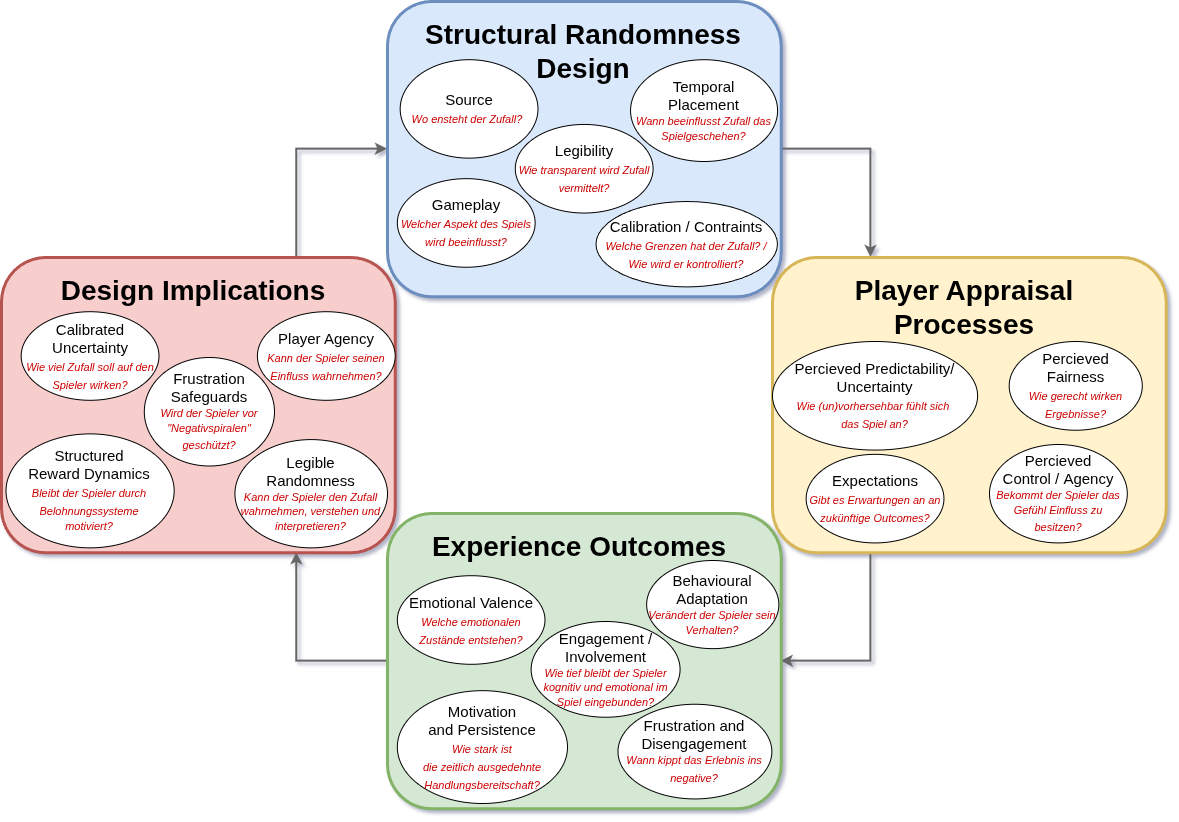 Structural Randomness
Design
Source
Wo ensteht der Zufall?
Temporal
Placement
Wann beeinflusst Zufall das
Spielgeschehen?
Legibility
Wie transparent wird Zufall
vermittelt?
Gameplay
Welcher Aspekt des Spiels
wird beeinflusst?
Calibration / Contraints
Welche Grenzen hat der Zufall? /
Wie wird er kontrolliert?
Design Implications
Calibrated
Uncertainty
Wie viel Zufall soll auf den
Spieler wirken?
Player Agency
Kann der Spieler seinen
Einfluss wahrnehmen?
Frustration
Safeguards
Wird der Spieler vor
"Negativspiralen"
geschützt?
Structured
Reward Dynamics
Bleibt der Spieler durch
Belohnungssysteme
motiviert?
Legible
Randomness
Kann der Spieler den Zufall
wahrnehmen, verstehen und
interpretieren?
Player Appraisal
Processes
Percieved Predictability/
Uncertainty
Wie (un)vorhersehbar fühlt sich
das Spiel an?
Percieved
Fairness
Wie gerecht wirken
Ergebnisse?
Expectations
Gibt es Erwartungen an an
zukünftige Outcomes?
Percieved
Control / Agency
Bekommt der Spieler das
Gefühl Einfluss zu
besitzen?
Experience Outcomes
Emotional Valence
Welche emotionalen
Zustände entstehen?
Behavioural
Adaptation
Verändert der Spieler sein
Verhalten?
Engagement /
Involvement
Wie tief bleibt der Spieler
kognitiv und emotional im
Spiel eingebunden?
Motivation
and Persistence
Wie stark ist
die zeitlich ausgedehnte
Handlungsbereitschaft?
Frustration and
Disengagement
Wann kippt das Erlebnis ins
negative?